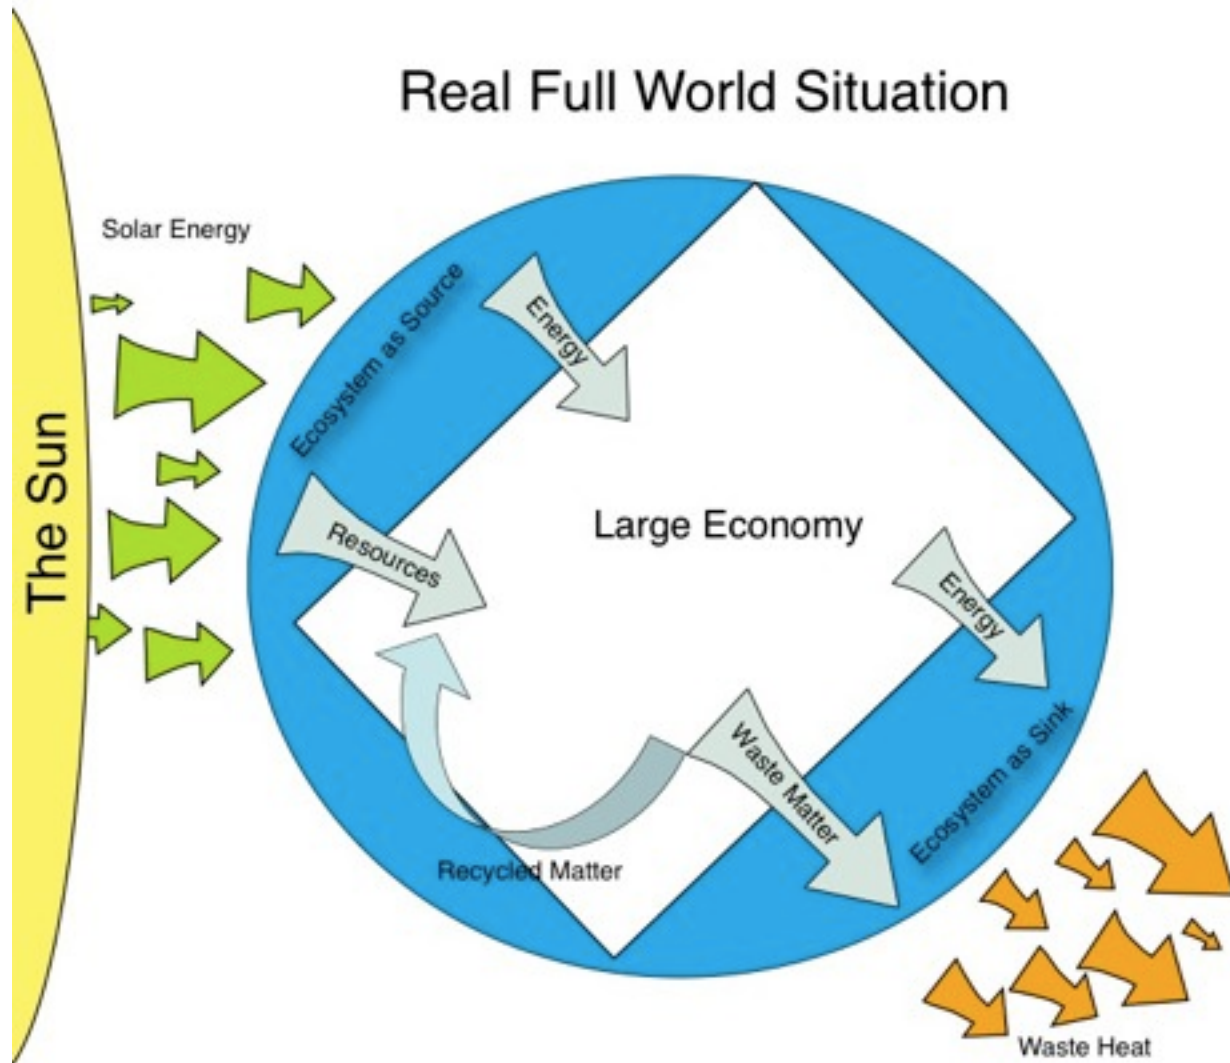 Real Full World Situation
Solar Energy
The Sun
Ecosystem as Source
Energy
Resources
Large Economy
Energy
Waste Matter
Ecosystem as Sink
Recycled Matter
Waste Heat